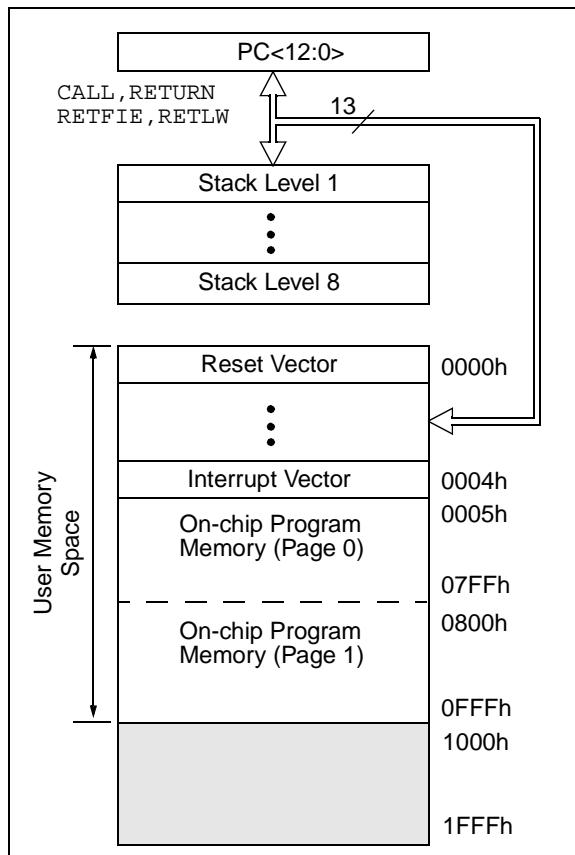 PC<12:0>
CALL,RETURN
RETFIE,RETLW
13
Stack Level 1
Stack Level 8
Reset Vector
0000h
Interrupt Vector
0004h
0005h
On-chip Program
Memory (Page 0)
07FFh
0800h
On-chip Program
Memory (Page 1)
0FFFh
1000h
1FFFh
User Memory
Space